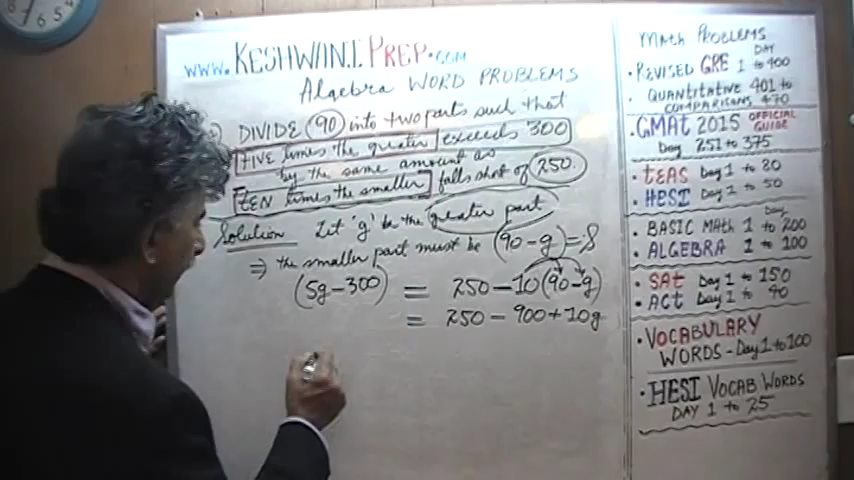 www.KESHWANIPREP.com
Algebra WORD PROBLEMS
DIVIDE 90 into two parts such that
FIVE times the greater exceeds 300
by the same amount as
TEN times the smaller falls short of 250.
Solution Let 'g' be the greater part
⇒ the smaller part must be (90-g)=S
(5g-300) = 250-10(90-g)
= 250-900+10g
Math PROBLEMS
• REVISED GRE DAY 1 to 400
• QUANTITATIVE COMPARISONS 401 to 470
• GMAT 2015 OFFICIAL GUIDE
Day 251 to 375
• TEAS Day 1 to 80
• HESI Day 1 to 50
• BASIC Math Day 1 to 200
• ALGEBRA 1 to 100
• SAT Day 1 to 150
• ACT Day 1 to 90
• VOCABULARY
WORDS - Day 1 to 100
• HESI VOCAB WORDS
DAY 1 to 25
7 6 5 4